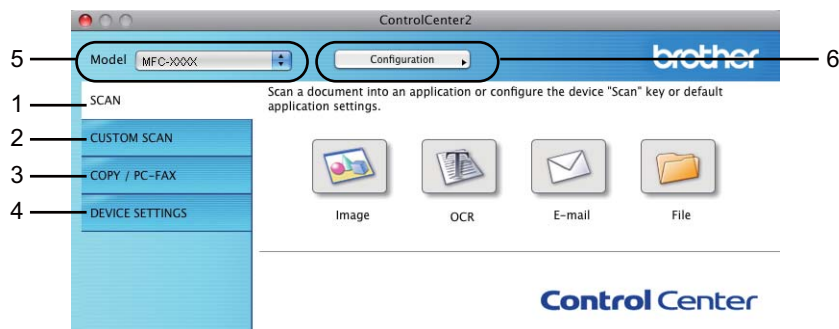 ControlCenter2
5 Model MFC-XXXX Configuration brother 6
1 SCAN
Scan a document into an application or configure the device "Scan" key or default
application settings.
2 CUSTOM SCAN
3 COPY / PC-FAX
4 DEVICE SETTINGS
Image OCR E-mail File
Control Center